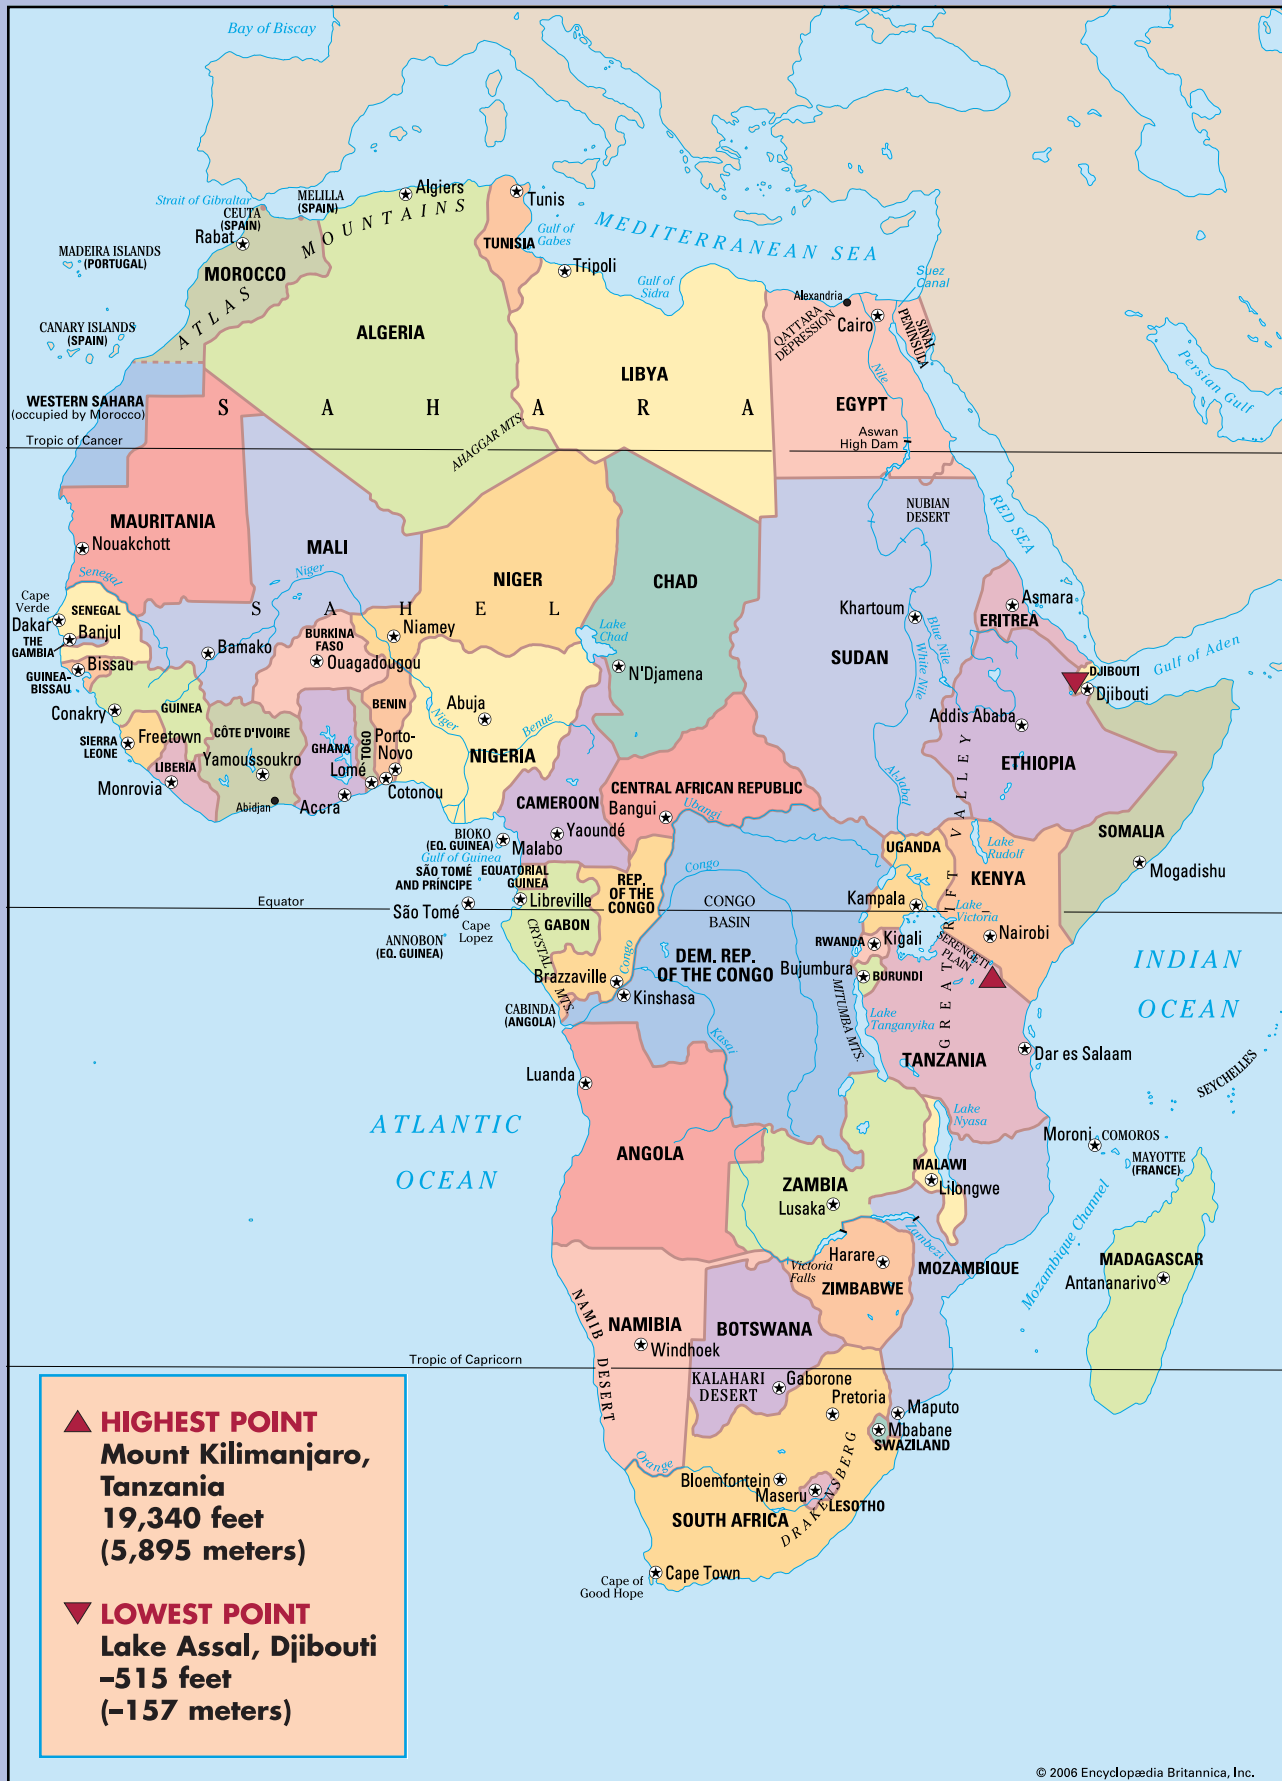 Bay of Biscay
Strait of Gibraltar
CEUTA
(SPAIN)
MELILLA
(SPAIN)
Algiers
Tunis
Rabat
ATLAS MOUNTAINS
MADEIRA ISLANDS
(PORTUGAL)
MOROCCO
TUNISIA
Gulf of
Gabes
MEDITERRANEAN SEA
Tripoli
Gulf of
Sidra
Suez
Canal
Alexandria
Cairo
QATTARA
DEPRESSION
SINAI
PENINSULA
CANARY ISLANDS
(SPAIN)
ALGERIA
LIBYA
Nile
EGYPT
Persian Gulf
WESTERN SAHARA
(occupied by Morocco)
SAHARA
Tropic of Cancer
AHAGGAR MTS.
Aswan
High Dam
NUBIAN
DESERT
RED SEA
MAURITANIA
Nouakchott
MALI
NIGER
CHAD
Senegal
Niger
Cape
Verde
SENEGAL
Dakar
THE
GAMBIA
Banjul
SAHEL
Niamey
BURKINA
FASO
Ouagadougou
Bamako
Lake
Chad
N'Djamena
Khartoum
Blue Nile
White Nile
SUDAN
Asmara
ERITREA
Gulf of Aden
DJIBOUTI
Djibouti
Bissau
GUINEA-
BISSAU
GUINEA
Conakry
Freetown
SIERRA
LEONE
LIBERIA
Monrovia
CÔTE D'IVOIRE
Yamoussoukro
Abidjan
GHANA
Accra
TOGO
Lomé
BENIN
Porto-
Novo
Cotonou
Abuja
Niger
Benue
NIGERIA
Addis Ababa
ETHIOPIA
GREAT RIFT VALLEY
Al-Jabal
CENTRAL AFRICAN REPUBLIC
Bangui
Ubangi
CAMEROON
Yaoundé
BIOKO
(EQ. GUINEA)
Malabo
Gulf of Guinea
SÃO TOMÉ
AND PRÍNCIPE
EQUATORIAL
GUINEA
REP.
OF THE
CONGO
Congo
UGANDA
Lake
Rudolf
SOMALIA
Mogadishu
KENYA
Kampala
Lake
Victoria
Equator
São Tomé
Libreville
Cape
Lopez
GABON
CONGO
BASIN
ANNOBON
(EQ. GUINEA)
CRYSTAL MTS.
Congo
Brazzaville
Kinshasa
DEM. REP.
OF THE CONGO
RWANDA
Kigali
SERENGETI
PLAIN
Nairobi
Bujumbura
BURUNDI
MITUMBA MTS.
INDIAN
OCEAN
CABINDA
(ANGOLA)
Kasai
Lake
Tanganyika
TANZANIA
Dar es Salaam
SEYCHELLES
Luanda
ATLANTIC
OCEAN
Lake
Nyasa
Moroni
COMOROS
MAYOTTE
(FRANCE)
ANGOLA
ZAMBIA
Lusaka
MALAWI
Lilongwe
Mozambique Channel
Harare
Zambezi
Victoria
Falls
ZIMBABWE
MOZAMBIQUE
MADAGASCAR
Antananarivo
NAMIB DESERT
NAMIBIA
Windhoek
BOTSWANA
Tropic of Capricorn
KALAHARI
DESERT
Gaborone
Pretoria
Maputo
Mbabane
SWAZILAND
Orange
Bloemfontein
Maseru
LESOTHO
DRAKENSBERG
SOUTH AFRICA
Cape Town
Cape of
Good Hope
HIGHEST POINT
Mount Kilimanjaro,
Tanzania
19,340 feet
(5,895 meters)
LOWEST POINT
Lake Assal, Djibouti
–515 feet
(–157 meters)
© 2006 Encyclopædia Britannica, Inc.